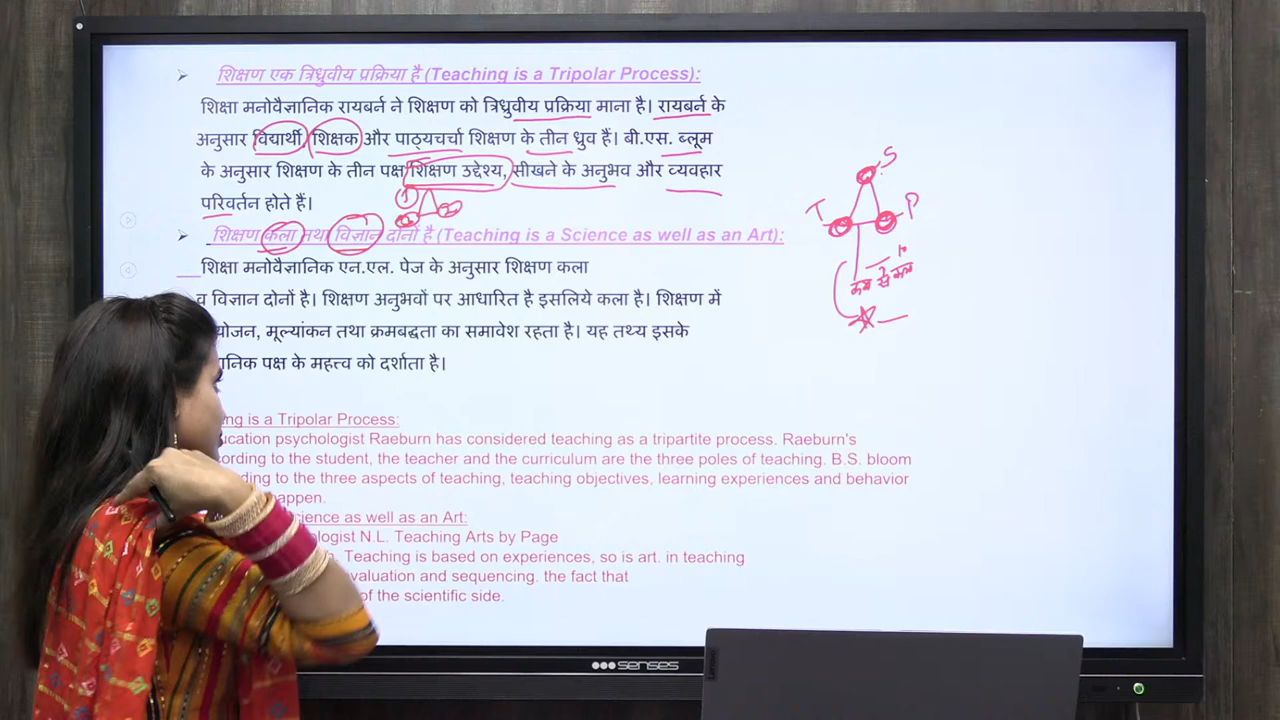 शिक्षण एक त्रिध्रुवीय प्रक्रिया है (Teaching is a Tripolar Process):
शिक्षा मनोवैज्ञानिक रायबर्न ने शिक्षण को त्रिध्रुवीय प्रक्रिया माना है। रायबर्न के
अनुसार विद्यार्थी, शिक्षक और पाठ्यचर्चा शिक्षण के तीन ध्रुव हैं। बी.एस. ब्लूम
के अनुसार शिक्षण के तीन पक्ष शिक्षण उद्देश्य, सीखने के अनुभव और व्यवहार
परिवर्तन होते हैं।
शिक्षण कला तथा विज्ञान दोनों है (Teaching is a Science as well as an Art):
शिक्षा मनोवैज्ञानिक एन.एल. पेज के अनुसार शिक्षण कला
व विज्ञान दोनों है। शिक्षण अनुभवों पर आधारित है इसलिये कला है। शिक्षण में
योजन, मूल्यांकन तथा क्रमबद्धता का समावेश रहता है। यह तथ्य इसके
निक पक्ष के महत्त्व को दर्शाता है।
S
T P
कम से कम
ng is a Tripolar Process:
ducation psychologist Raeburn has considered teaching as a tripartite process. Raeburn's
ording to the student, the teacher and the curriculum are the three poles of teaching. B.S. bloom
ding to the three aspects of teaching, teaching objectives, learning experiences and behavior
appen.
cience as well as an Art:
ologist N.L. Teaching Arts by Page
Teaching is based on experiences, so is art. in teaching
valuation and sequencing. the fact that
of the scientific side.
senses
Lenovo